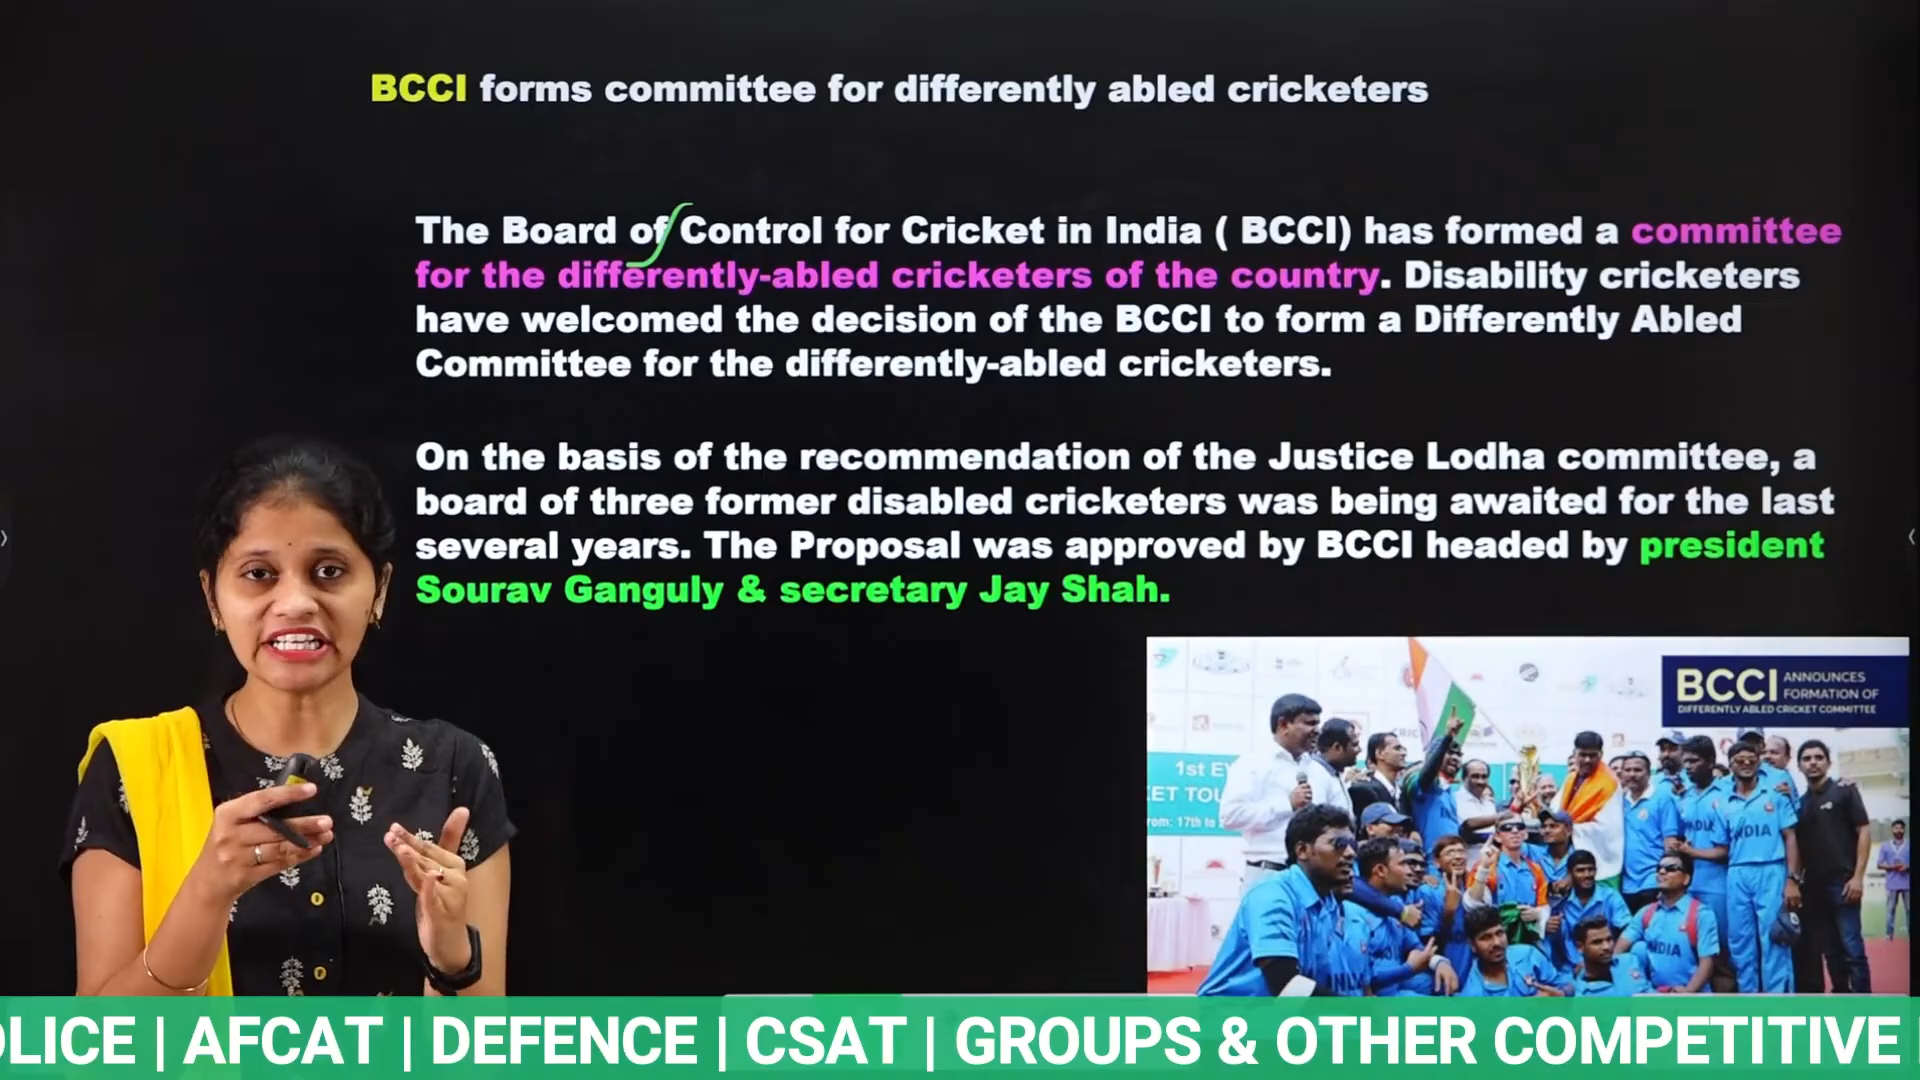 BCCI forms committee for differently abled cricketers
The Board of Control for Cricket in India ( BCCI) has formed a committee
for the differently-abled cricketers of the country. Disability cricketers
have welcomed the decision of the BCCI to form a Differently Abled
Committee for the differently-abled cricketers.
On the basis of the recommendation of the Justice Lodha committee, a
board of three former disabled cricketers was being awaited for the last
several years. The Proposal was approved by BCCI headed by president
Sourav Ganguly & secretary Jay Shah.
BCCI ANNOUNCES
FORMATION OF
DIFFERENTLY ABLED CRICKET COMMITTEE
1st
KET TOU
rom: 17th to
INDIA
INDIA
OLICE | AFCAT | DEFENCE | CSAT | GROUPS & OTHER COMPETITIVE